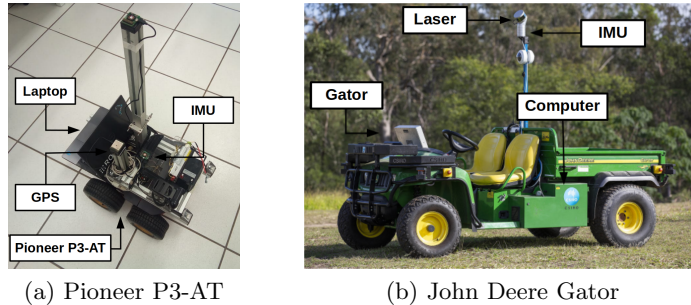 Laptop
IMU
GPS
Pioneer P3-AT
Laser
IMU
Gator
Computer
(a) Pioneer P3-AT
(b) John Deere Gator